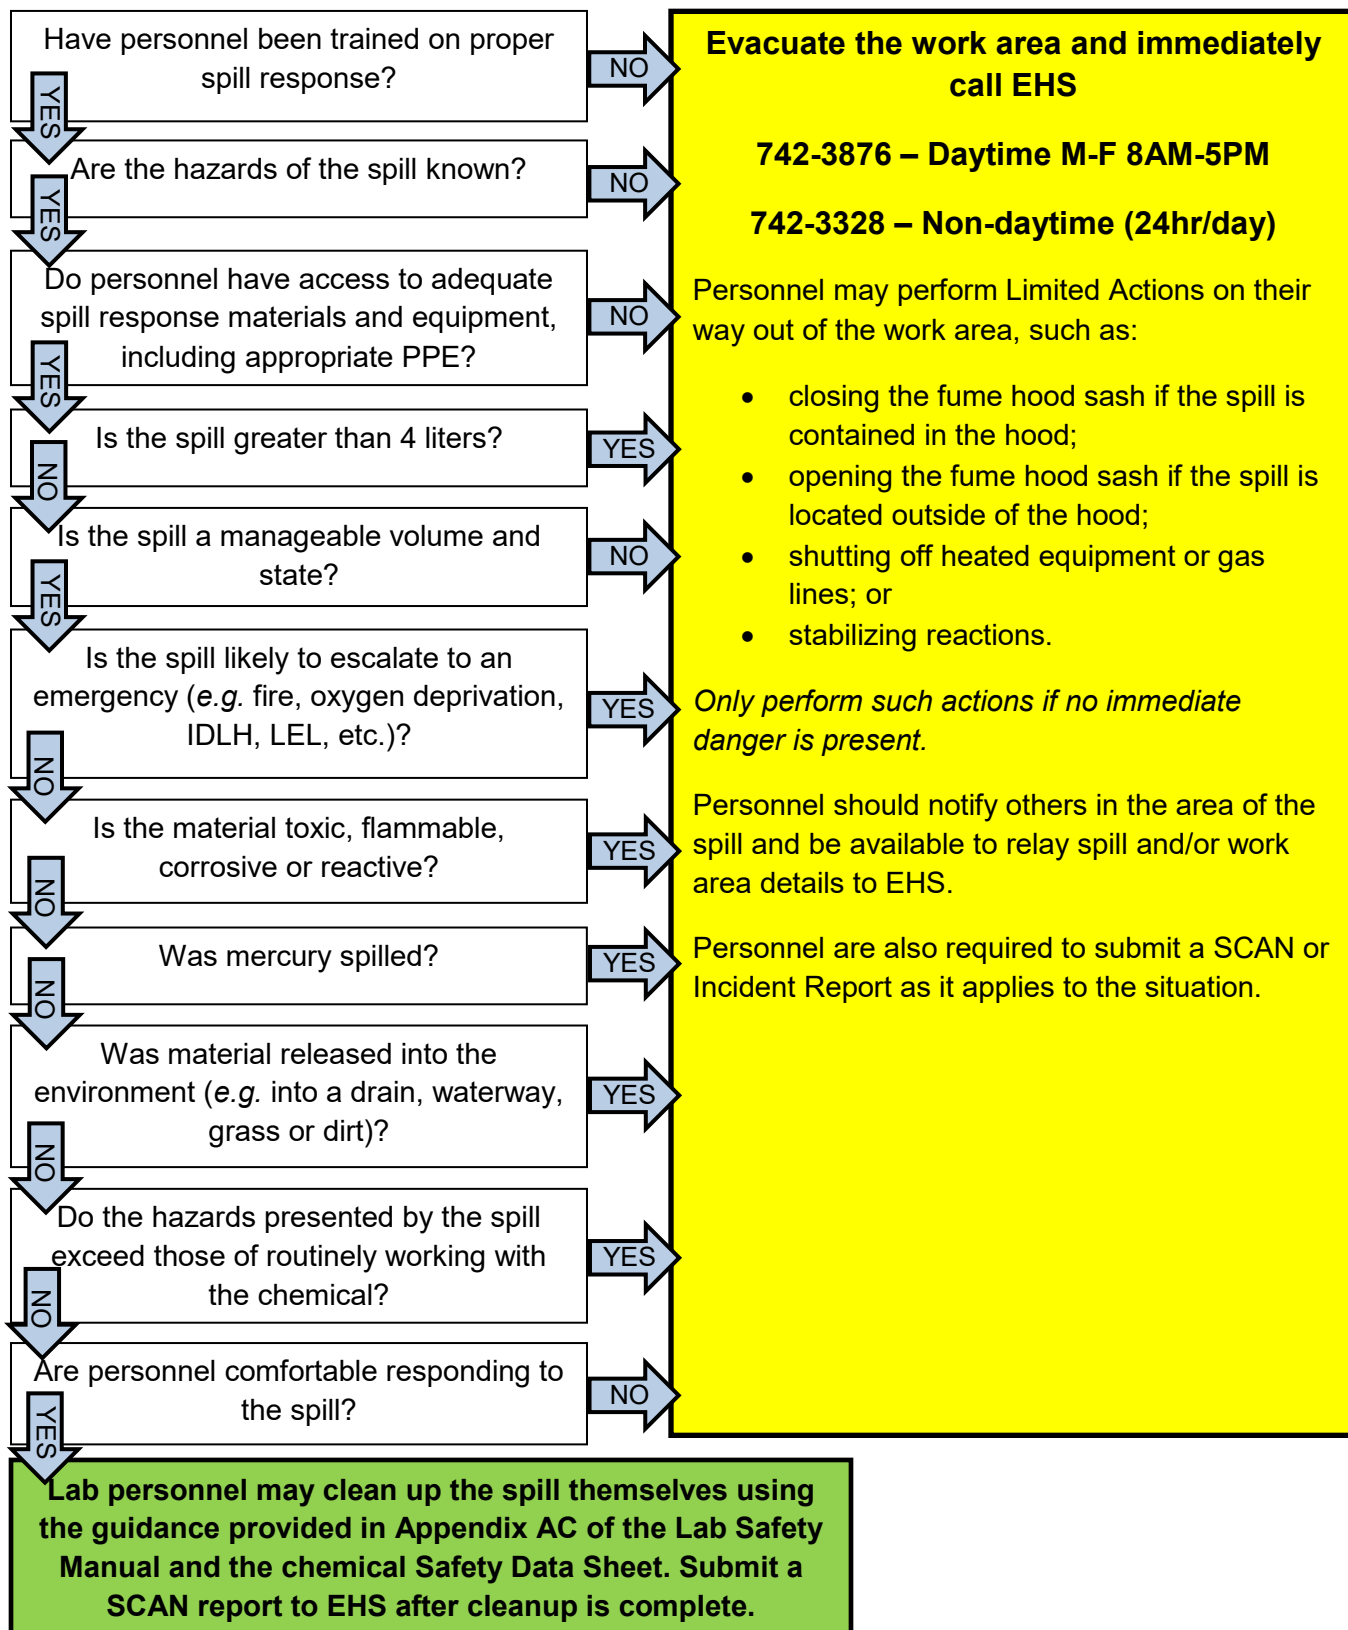 Have personnel been trained on proper
spill response?
NO
YES
Are the hazards of the spill known?
NO
YES
Do personnel have access to adequate
spill response materials and equipment,
including appropriate PPE?
NO
YES
Is the spill greater than 4 liters?
YES
NO
Is the spill a manageable volume and
state?
NO
YES
Is the spill likely to escalate to an
emergency (e.g. fire, oxygen deprivation,
IDLH, LEL, etc.)?
YES
NO
Is the material toxic, flammable,
corrosive or reactive?
YES
NO
Was mercury spilled?
YES
NO
Was material released into the
environment (e.g. into a drain, waterway,
grass or dirt)?
YES
NO
Do the hazards presented by the spill
exceed those of routinely working with
the chemical?
YES
NO
Are personnel comfortable responding to
the spill?
NO
YES
Evacuate the work area and immediately
call EHS
742-3876 – Daytime M-F 8AM-5PM
742-3328 – Non-daytime (24hr/day)
Personnel may perform Limited Actions on their
way out of the work area, such as:
• closing the fume hood sash if the spill is
contained in the hood;
• opening the fume hood sash if the spill is
located outside of the hood;
• shutting off heated equipment or gas
lines; or
• stabilizing reactions.
Only perform such actions if no immediate
danger is present.
Personnel should notify others in the area of the
spill and be available to relay spill and/or work
area details to EHS.
Personnel are also required to submit a SCAN or
Incident Report as it applies to the situation.
Lab personnel may clean up the spill themselves using
the guidance provided in Appendix AC of the Lab Safety
Manual and the chemical Safety Data Sheet. Submit a
SCAN report to EHS after cleanup is complete.